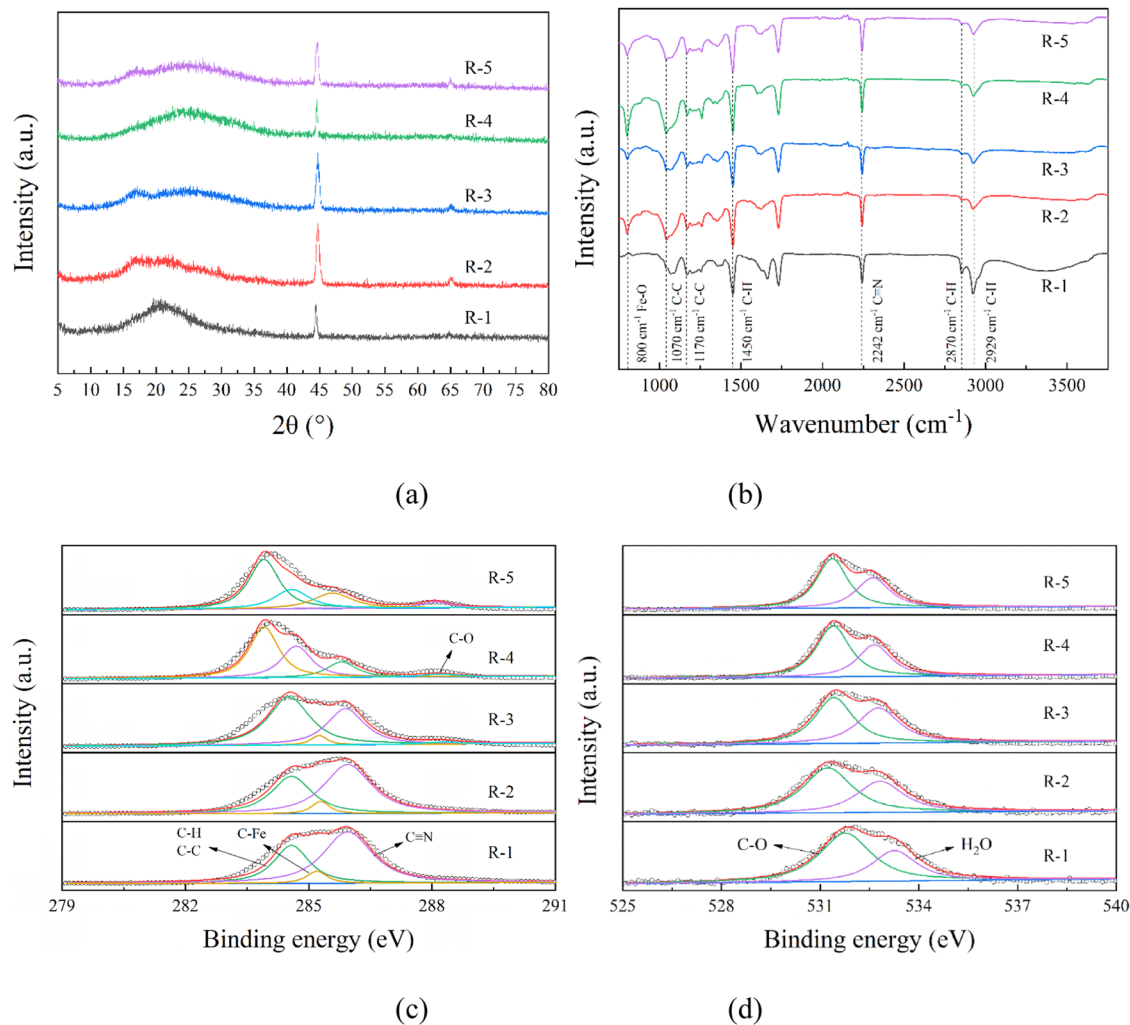 Intensity (a.u.)
R-5
R-4
R-3
R-2
R-1
5 10 15 20 25 30 35 40 45 50 55 60 65 70 75 80
2θ (°)
(a)
Intensity (a.u.)
R-5
R-4
R-3
R-2
R-1
800 cm-1 Fe-O
1070 cm-1 C-C
1170 cm-1 C-C
1450 cm-1 C-H
2242 cm-1 C≡N
2870 cm-1 C-H
2929 cm-1 C-H
1000 1500 2000 2500 3000 3500
Wavenumber (cm-1)
(b)
Intensity (a.u.)
R-5
C-O
R-4
R-3
R-2
C-H
C-C
C-Fe
C≡N
R-1
279 282 285 288 291
Binding energy (eV)
(c)
Intensity (a.u.)
R-5
R-4
R-3
R-2
C-O
H2O
R-1
525 528 531 534 537 540
Binding energy (eV)
(d)